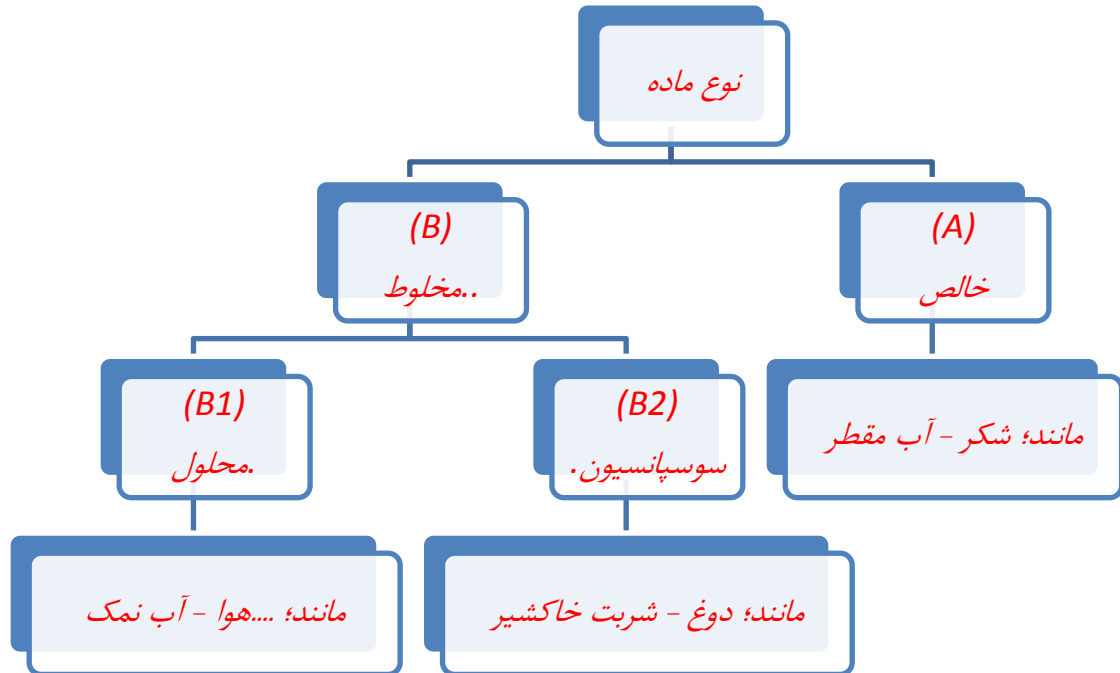 نوع ماده
(A)
خالص
(B)
مخلوط..
مانند؛ شکر - آب مقطر
(B2)
سوسپانسیون.
(B1)
محلول.
مانند؛ دوغ - شربت خاکشیر
مانند؛ ....هوا - آب نمک